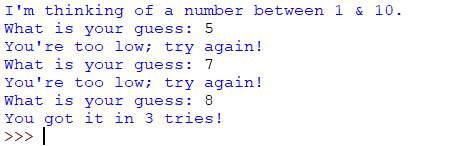 I'm thinking of a number between 1 & 10.
What is your guess: 5
You're too low; try again!
What is your guess: 7
You're too low; try again!
What is your guess: 8
You got it in 3 tries!
>>>